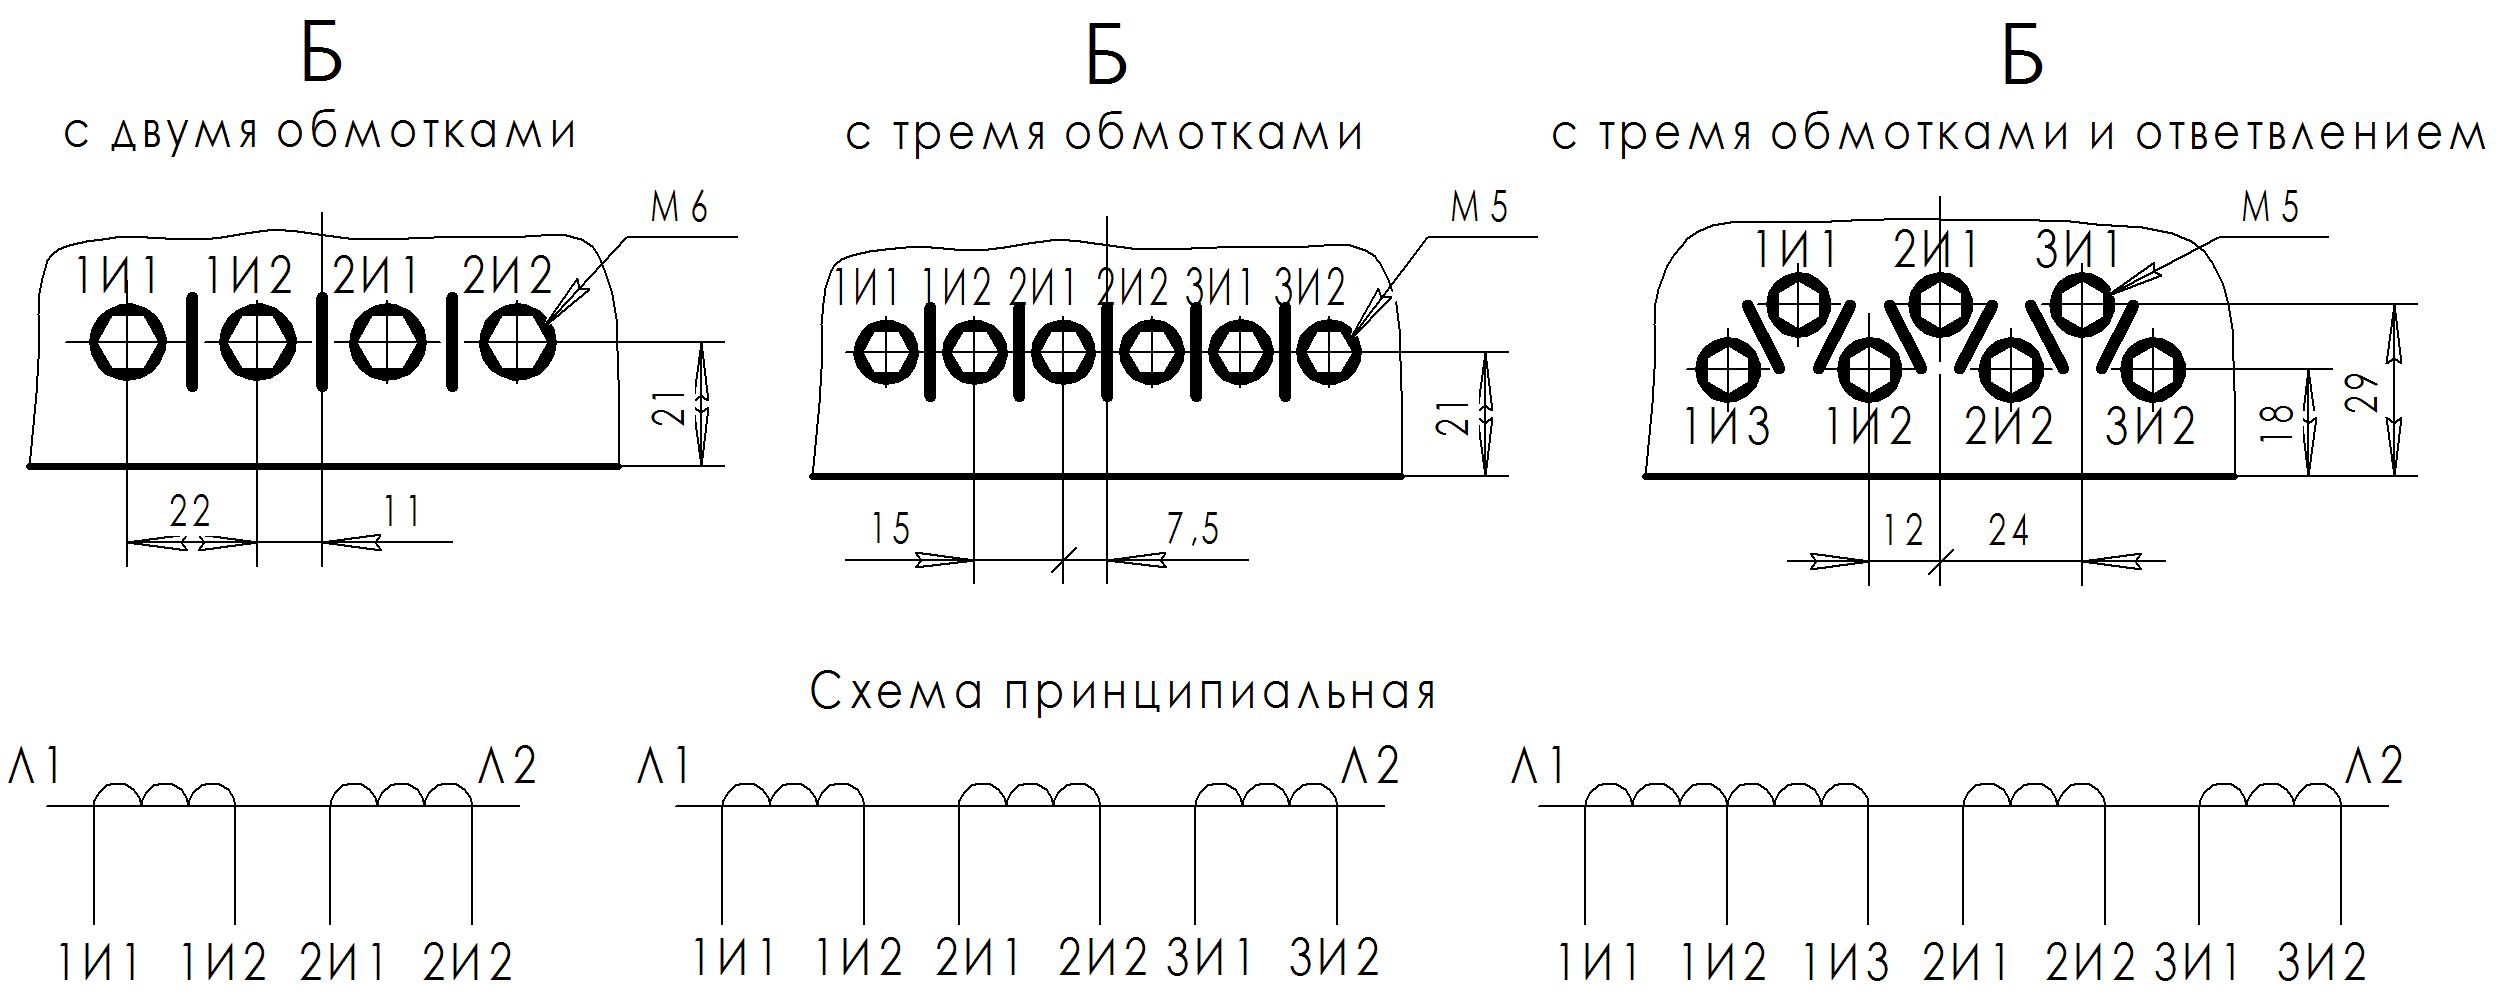 Б
с двумя обмотками
М6
1И1 1И2 2И1 2И2
21
22 11
Б
с тремя обмотками
М5
1И1 1И2 2И1 2И2 3И1 3И2
21
15 7,5
Б
с тремя обмотками и ответвлением
М5
1И1 2И1 3И1
1И3 1И2 2И2 3И2
18 29
12 24
Схема принципиальная
Л1 Л2
1И1 1И2 2И1 2И2
Л1 Л2
1И1 1И2 2И1 2И2 3И1 3И2
Л1 Л2
1И1 1И2 1И3 2И1 2И2 3И1 3И2